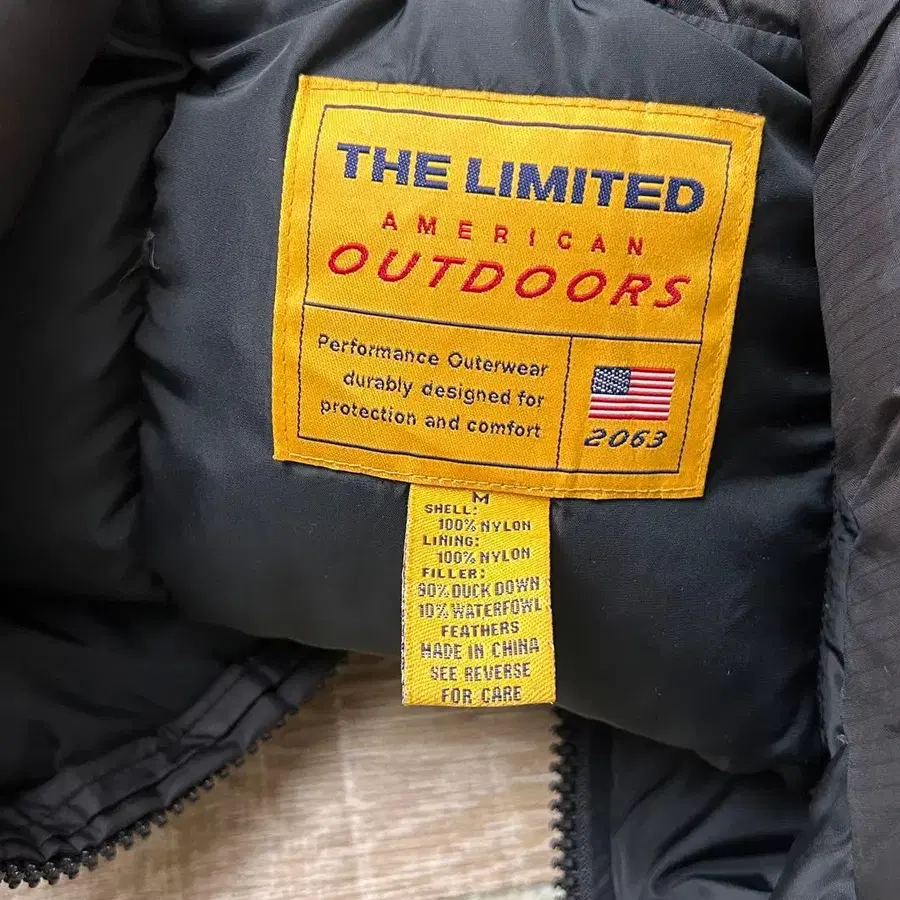 THE LIMITED
AMERICAN
OUTDOORS
Performance Outerwear
durably designed for
protection and comfort
2063
M
SHELL:
100% NYLON
LINING:
100% NYLON
FILLER:
90% DUCK DOWN
10% WATERFOWL
FEATHERS
MADE IN CHINA
SEE REVERSE
FOR CARE